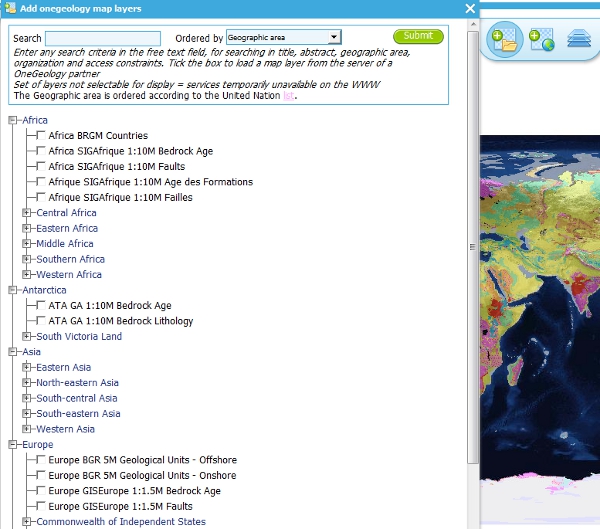 Add onegeology map layers
Search
Ordered by Geographic area
Submit
Enter any search criteria in the free text field, for searching in title, abstract, geographic area,
organization and access constraints. Tick the box to load a map layer from the server of a
OneGeology partner
Set of layers not selectable for display = services temporarily unavailable on the WWW
The Geographic area is ordered according to the United Nation list.
Africa
Africa BRGM Countries
Africa SIGAfrique 1:10M Bedrock Age
Africa SIGAfrique 1:10M Faults
Afrique SIGAfrique 1:10M Age des Formations
Afrique SIGAfrique 1:10M Failles
Central Africa
Eastern Africa
Middle Africa
Southern Africa
Western Africa
Antarctica
ATA GA 1:10M Bedrock Age
ATA GA 1:10M Bedrock Lithology
South Victoria Land
Asia
Eastern Asia
North-eastern Asia
South-central Asia
South-eastern Asia
Western Asia
Europe
Europe BGR 5M Geological Units - Offshore
Europe BGR 5M Geological Units - Onshore
Europe GISEurope 1:1.5M Bedrock Age
Europe GISEurope 1:1.5M Faults
Commonwealth of Independent States